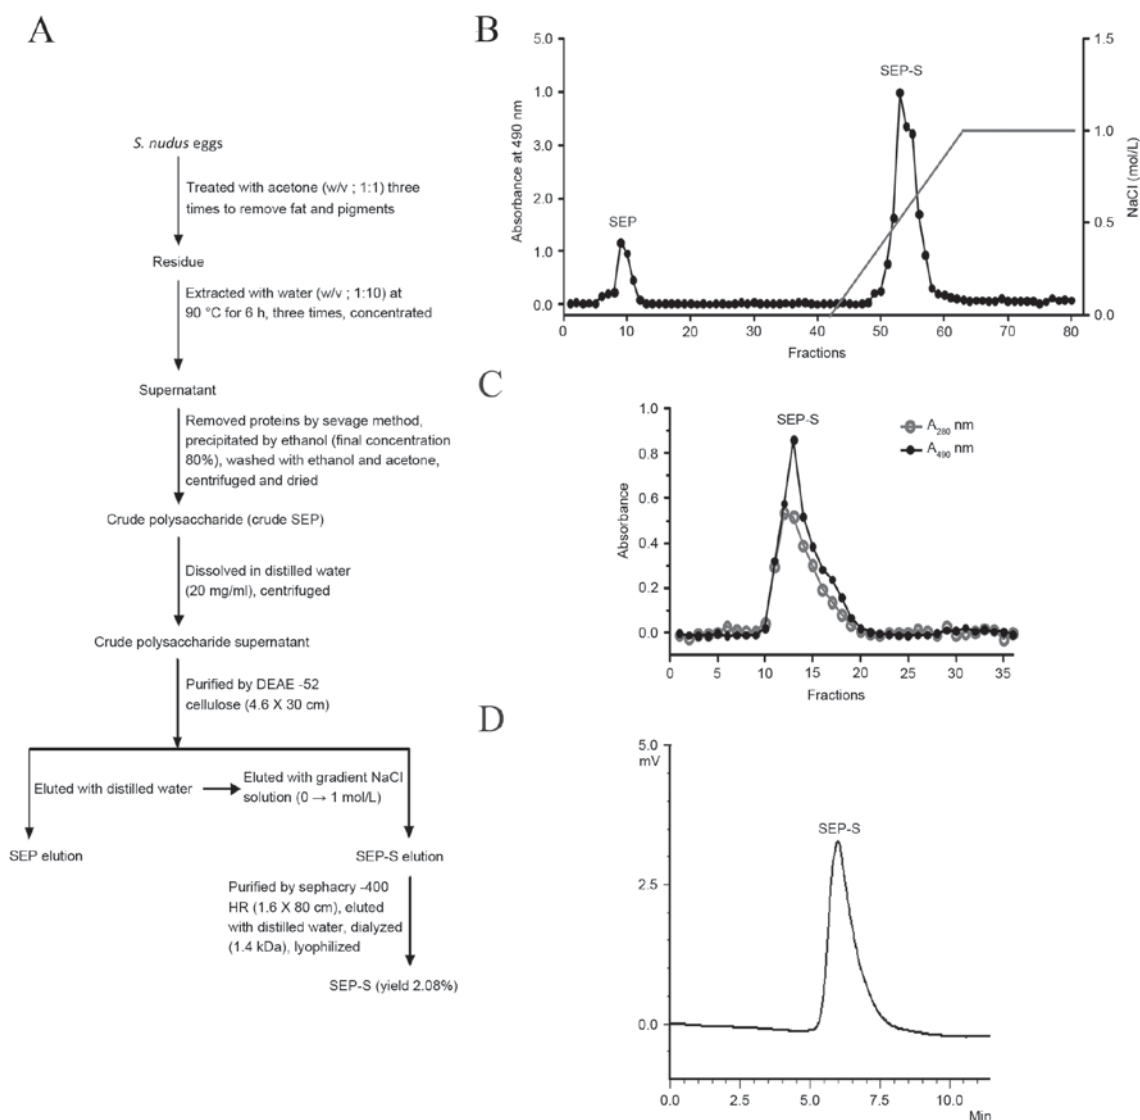 A
S. nudus eggs
Treated with acetone (w/v ; 1:1) three
times to remove fat and pigments
Residue
Extracted with water (w/v ; 1:10) at
90 °C for 6 h, three times, concentrated
Supernatant
Removed proteins by sevage method,
precipitated by ethanol (final concentration
80%), washed with ethanol and acetone,
centrifuged and dried
Crude polysaccharide (crude SEP)
Dissolved in distilled water
(20 mg/ml), centrifuged
Crude polysaccharide supernatant
Purified by DEAE -52
cellulose (4.6 X 30 cm)
Eluted with distilled water
Eluted with gradient NaCl
solution (0 → 1 mol/L)
SEP elution
SEP-S elution
Purified by sephacry -400
HR (1.6 X 80 cm), eluted
with distilled water, dialyzed
(1.4 kDa), lyophilized
SEP-S (yield 2.08%)
B
Absorbance at 490 nm
5.0
1.0
3.0
2.0
1.0
0.0
SEP
SEP-S
1.5
1.0
0.5
0.0
NaCl (mol/L)
0 10 20 30 40 50 60 70 80
Fractions
C
Absorbance
1.0
0.8
0.6
0.4
0.2
0.0
SEP-S
A280 nm
A490 nm
0 5 10 15 20 25 30 35
Fractions
D
5.0
mV
2.5
0.0
SEP-S
0.0 2.5 5.0 7.5 10.0
Min